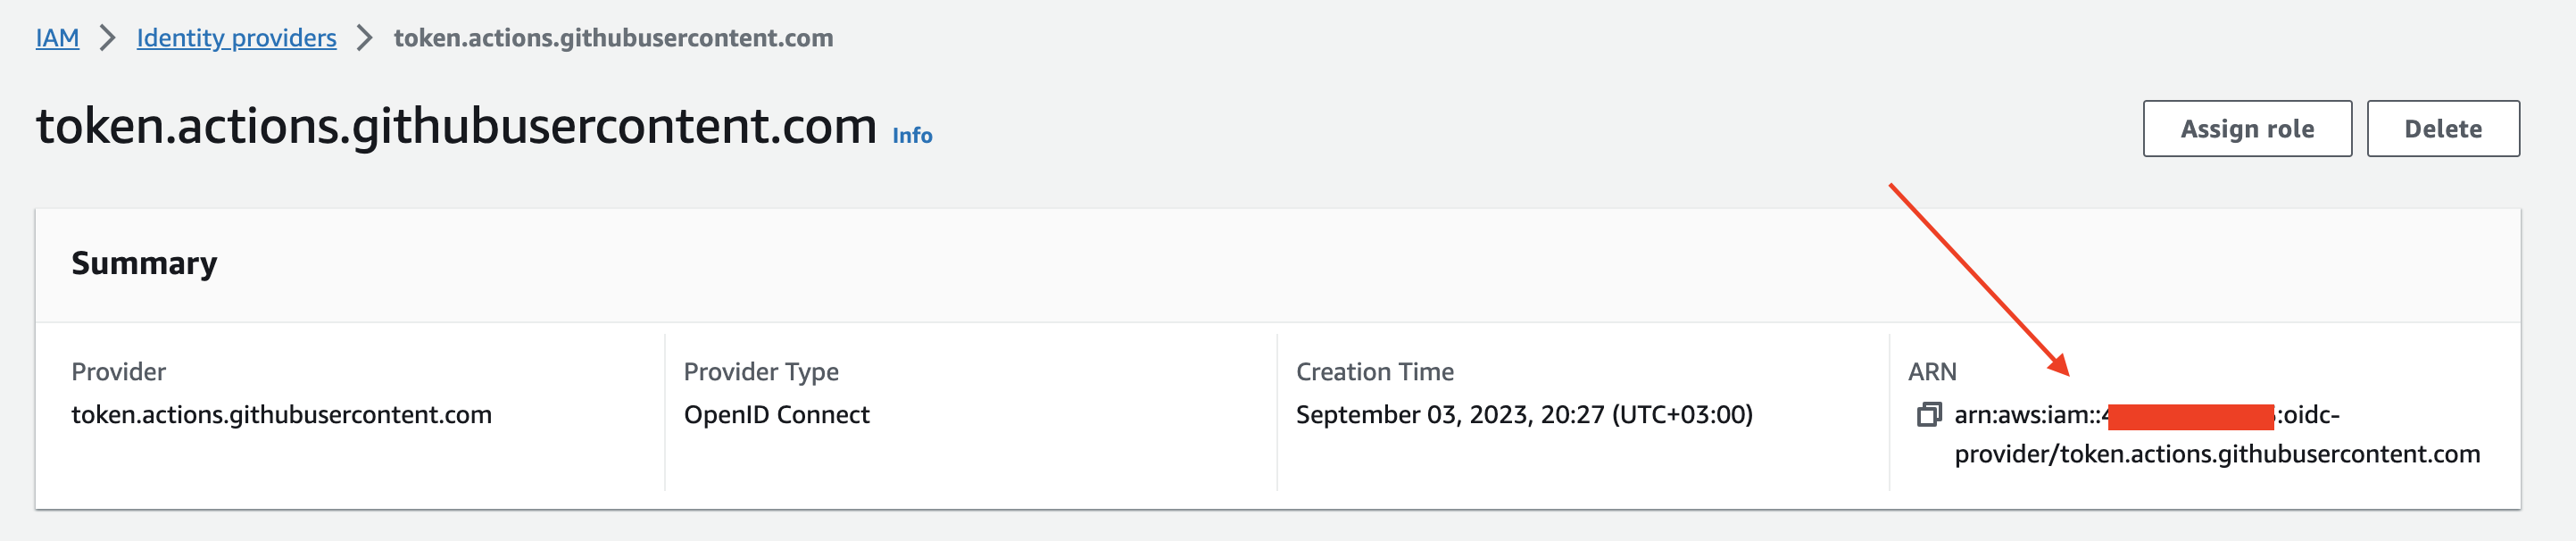 IAM > Identity providers > token.actions.githubusercontent.com
token.actions.githubusercontent.com Info
Assign role
Delete
Summary
Provider
token.actions.githubusercontent.com
Provider Type
OpenID Connect
Creation Time
September 03, 2023, 20:27 (UTC+03:00)
ARN
arn:aws:iam::4 :oidc-
provider/token.actions.githubusercontent.com